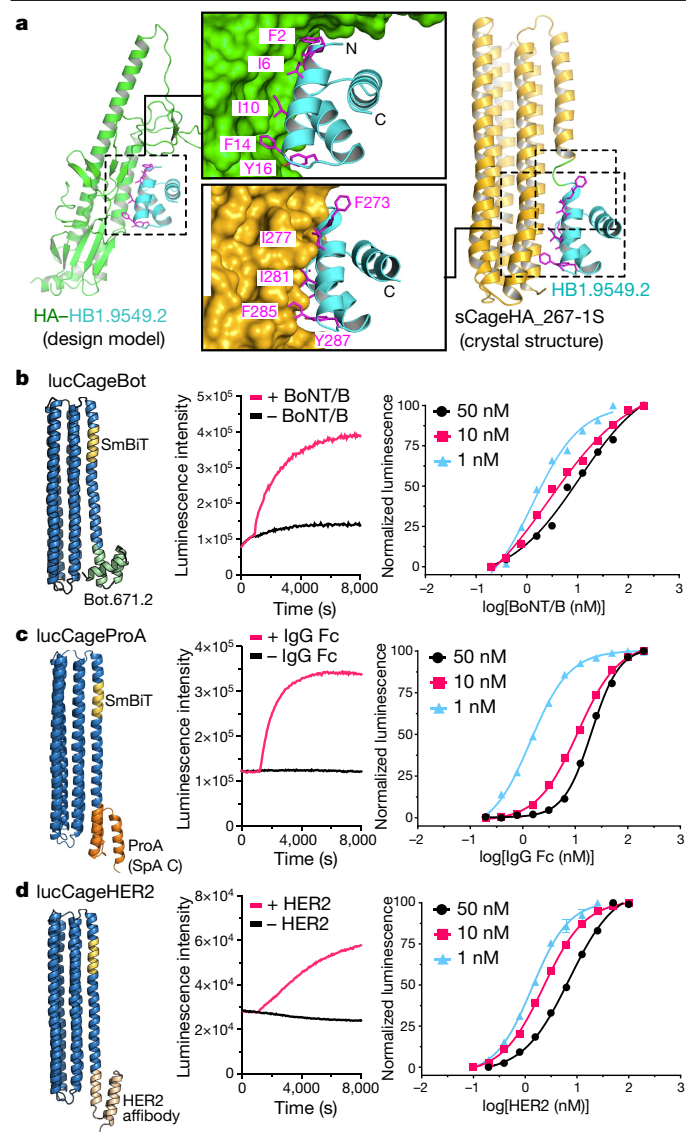 a
F2
N
I6
I10
C
F14
Y16
F273
I277
I281
C
F285
Y287
HA–HB1.9549.2
(design model)
HB1.9549.2
sCageHA_267-1S
(crystal structure)
b
lucCageBot
SmBiT
Bot.671.2
Luminescence intensity
5×10⁵
4×10⁵
3×10⁵
2×10⁵
1×10⁵
0
+ BoNT/B
– BoNT/B
0 4,000 8,000
Time (s)
Normalized luminescence
100
75
50
25
0
50 nM
10 nM
1 nM
–2 –1 0 1 2 3
log[BoNT/B (nM)]
c
lucCageProA
SmBiT
ProA
(SpA C)
Luminescence intensity
4×10⁵
3×10⁵
2×10⁵
1×10⁵
0
+ IgG Fc
– IgG Fc
0 4,000 8,000
Time (s)
Normalized luminescence
100
75
50
25
0
50 nM
10 nM
1 nM
–2 –1 0 1 2 3
log[IgG Fc (nM)]
d
lucCageHER2
HER2
affibody
Luminescence intensity
8×10⁴
6×10⁴
4×10⁴
2×10⁴
0
+ HER2
– HER2
0 4,000 8,000
Time (s)
Normalized luminescence
100
75
50
25
0
50 nM
10 nM
1 nM
–2 –1 0 1 2 3
log[HER2 (nM)]